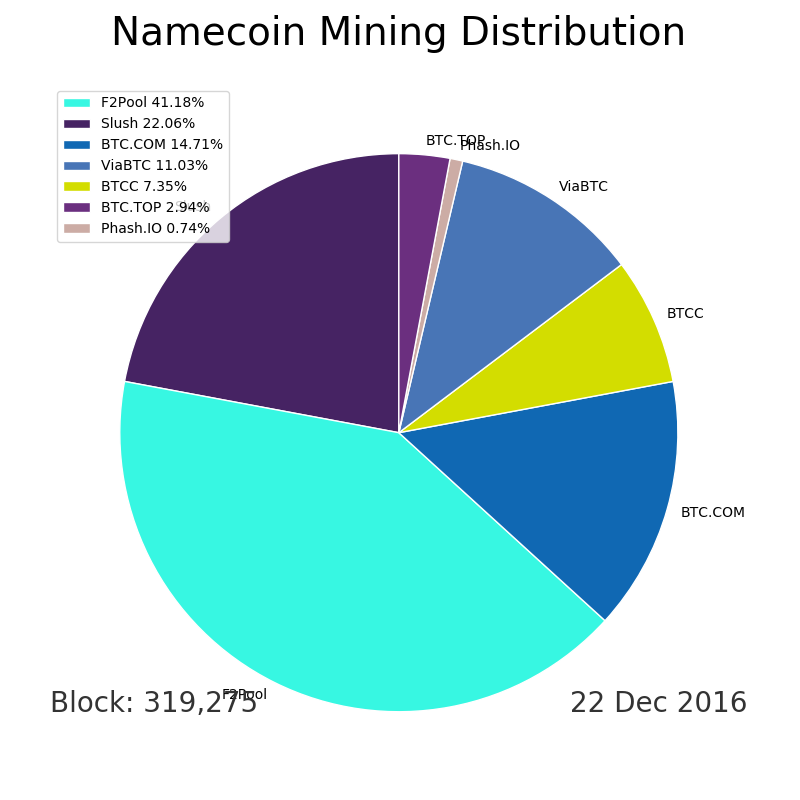 Namecoin Mining Distribution
F2Pool 41.18%
Slush 22.06%
BTC.COM 14.71%
ViaBTC 11.03%
BTCC 7.35%
BTC.TOP 2.94%
Phash.IO 0.74%
BTC.TOP
Phash.IO
ViaBTC
BTCC
BTC.COM
F2Pool
Block: 319,275
22 Dec 2016